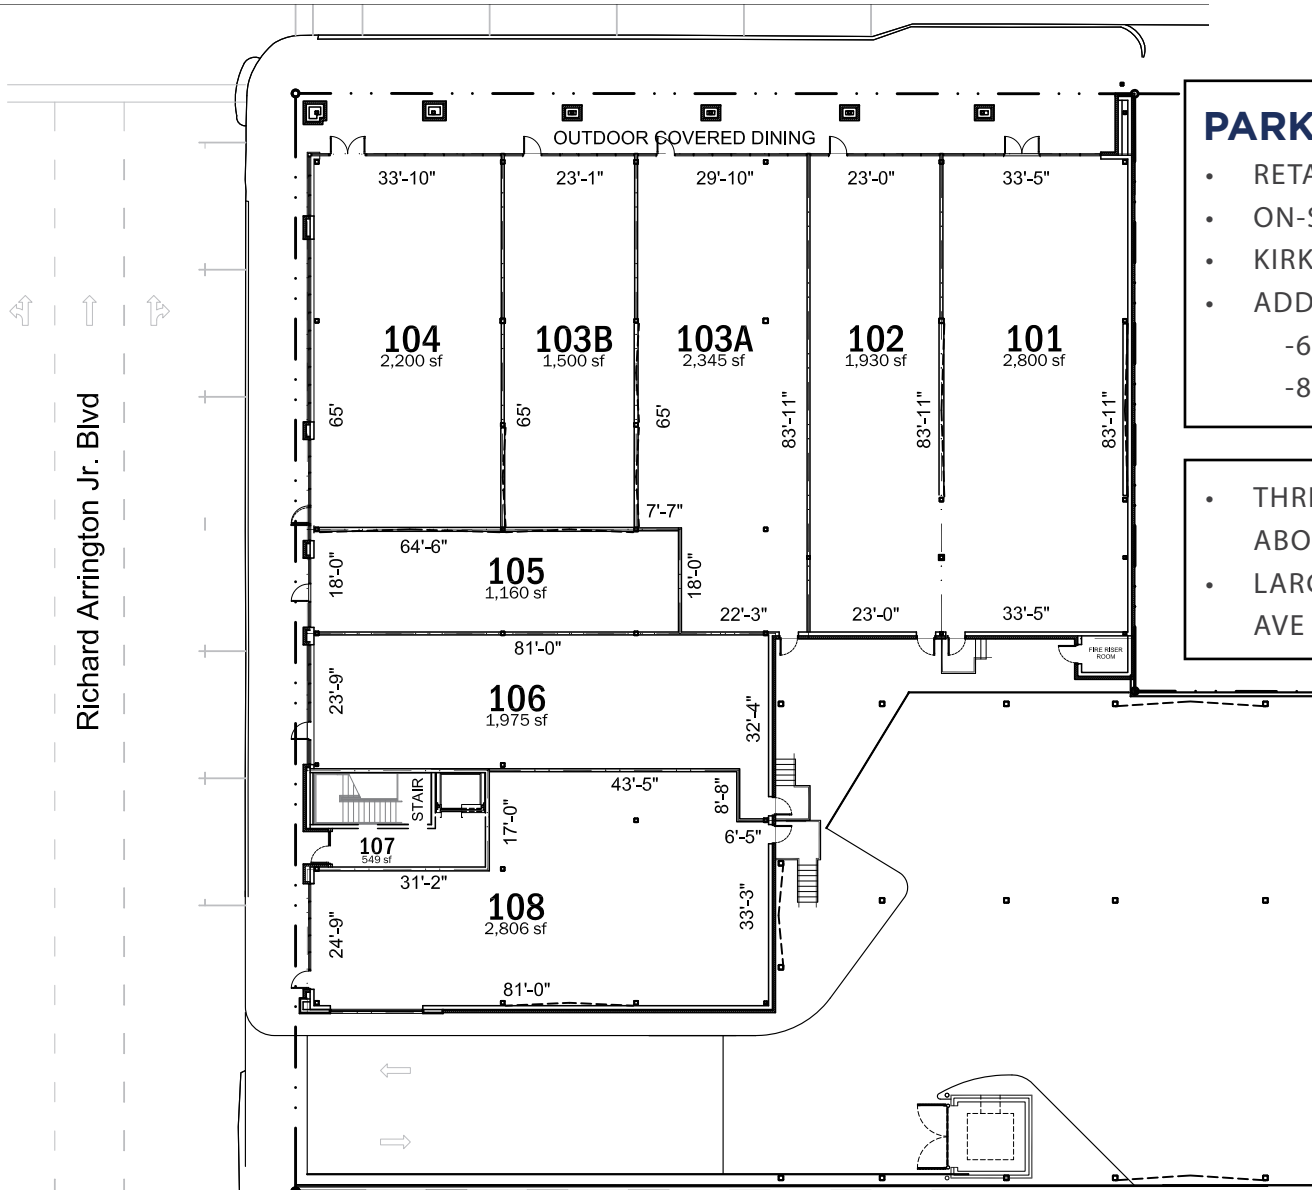 OUTDOOR COVERED DINING
33'-10"
23'-1"
29'-10"
23'-0"
33'-5"
104
2,200 sf
103B
1,500 sf
103A
2,345 sf
102
1,930 sf
101
2,800 sf
65'
65'
65'
83'-11"
83'-11"
83'-11"
7'-7"
64'-6"
18'-0"
105
1,160 sf
18'-0"
22'-3"
23'-0"
33'-5"
FIRE RISER
ROOM
81'-0"
23'-9"
106
1,975 sf
32'-4"
43'-5"
8'-8"
STAIR
17'-0"
6'-5"
107
549 sf
31'-2"
108
2,806 sf
24'-9"
33'-3"
81'-0"
Richard Arrington Jr. Blvd
PARK
• RETA
• ON-S
• KIRK
• ADD
-6
-8
• THR
ABO
• LAR
AVE